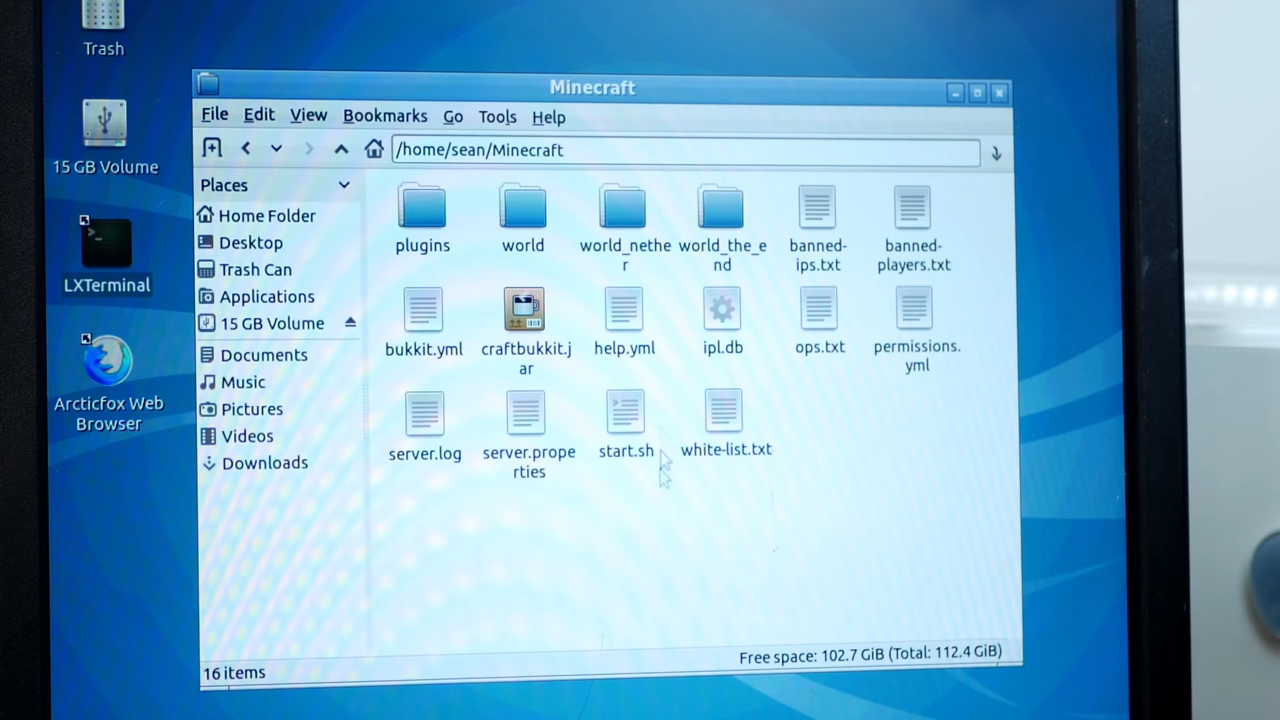 Trash
15 GB Volume
LXTerminal
Arcticfox Web
Browser
Minecraft
File Edit View Bookmarks Go Tools Help
/home/sean/Minecraft
Places
Home Folder
Desktop
Trash Can
Applications
15 GB Volume
Documents
Music
Pictures
Videos
Downloads
plugins
world
world_nethe
r
world_the_e
nd
banned-
ips.txt
banned-
players.txt
bukkit.yml
craftbukkit.j
ar
help.yml
ipl.db
ops.txt
permissions.
yml
server.log
server.prope
rties
start.sh
white-list.txt
16 items
Free space: 102.7 GiB (Total: 112.4 GiB)